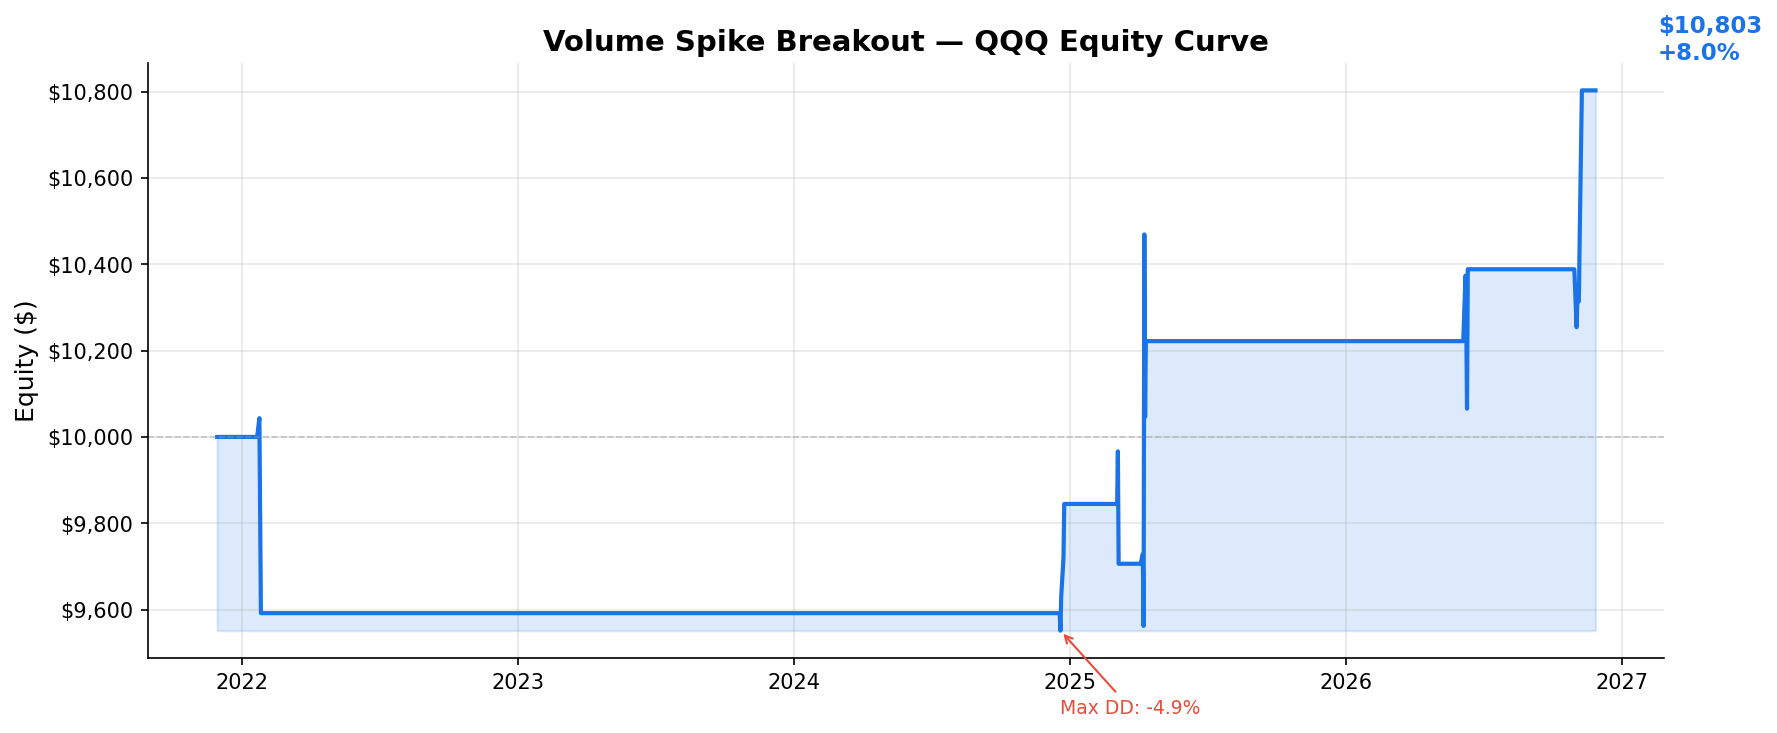 Volume Spike Breakout — QQQ Equity Curve
$10,803
+8.0%
Equity ($)
$10,800
$10,600
$10,400
$10,200
$10,000
$9,800
$9,600
2022 2023 2024 2025 2026 2027
Max DD: -4.9%